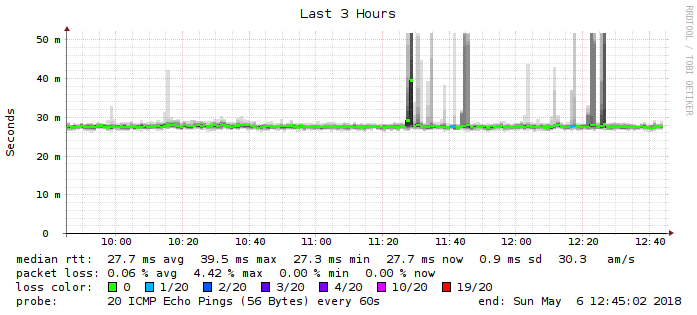 Last 3 Hours
RRDTOOL / TOBI OETIKER
Seconds
50 m
40 m
30 m
20 m
10 m
0
10:00 10:20 10:40 11:00 11:20 11:40 12:00 12:20 12:40
median rtt: 27.7 ms avg 39.5 ms max 27.3 ms min 27.7 ms now 0.9 ms sd 30.3 am/s
packet loss: 0.06 % avg 4.42 % max 0.00 % min 0.00 % now
loss color: 0 1/20 2/20 3/20 4/20 10/20 19/20
probe: 20 ICMP Echo Pings (56 Bytes) every 60s end: Sun May 6 12:45:02 2018